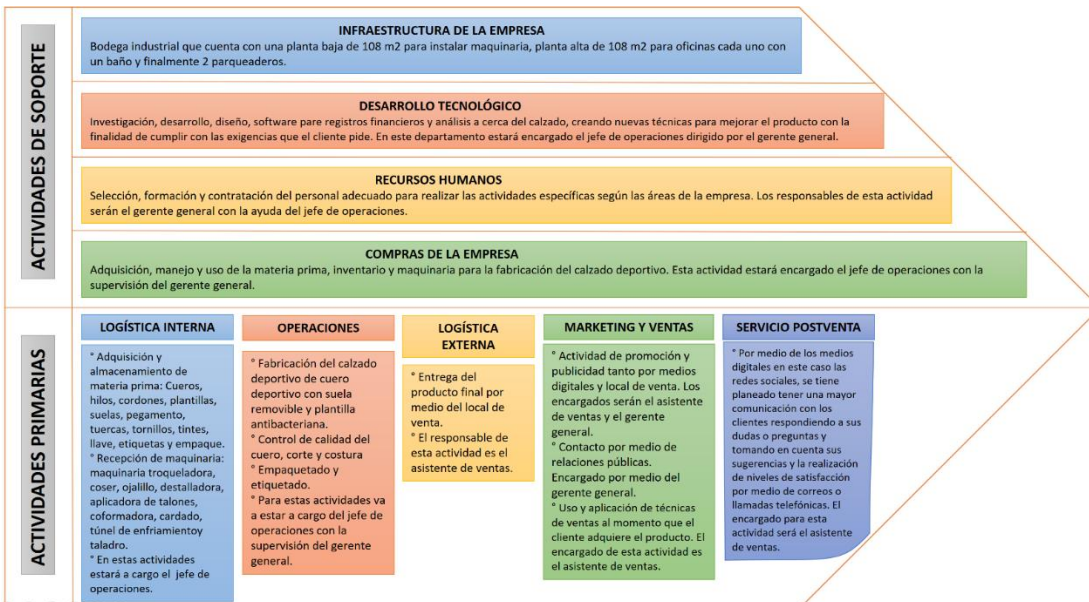 ACTIVIDADES DE SOPORTE
INFRAESTRUCTURA DE LA EMPRESA
Bodega industrial que cuenta con una planta baja de 108 m2 para instalar maquinaria, planta alta de 108 m2 para oficinas cada uno con
un baño y finalmente 2 parqueaderos.
DESARROLLO TECNOLÓGICO
Investigación, desarrollo, diseño, software pare registros financieros y análisis a cerca del calzado, creando nuevas técnicas para mejorar el producto con la
finalidad de cumplir con las exigencias que el cliente pide. En este departamento estará encargado el jefe de operaciones dirigido por el gerente general.
RECURSOS HUMANOS
Selección, formación y contratación del personal adecuado para realizar las actividades específicas según las áreas de la empresa. Los responsables de esta actividad
serán el gerente general con la ayuda del jefe de operaciones.
COMPRAS DE LA EMPRESA
Adquisición, manejo y uso de la materia prima, inventario y maquinaria para la fabricación del calzado deportivo. Esta actividad estará encargado el jefe de operaciones con la
supervisión del gerente general.
ACTIVIDADES PRIMARIAS
LOGÍSTICA INTERNA
° Adquisición y
almacenamiento de
materia prima: Cueros,
hilos, cordones, plantillas,
suelas, pegamento,
tuercas, tornillos, tintes,
llave, etiquetas y empaque.
° Recepción de maquinaria:
maquinaria troqueladora,
coser, ojalillo, destalladora,
aplicadora de talones,
coformadora, cardado,
túnel de enfriamientoy
taladro.
° En estas actividades
estará a cargo el jefe de
operaciones.
OPERACIONES
° Fabricación del calzado
deportivo de cuero
deportivo con suela
removible y plantilla
antibacteriana.
° Control de calidad del
cuero, corte y costura
° Empaquetado y
etiquetado.
° Para estas actividades va
a estar a cargo del jefe de
operaciones con la
supervisión del gerente
general.
LOGÍSTICA
EXTERNA
° Entrega del
producto final por
medio del local de
venta.
° El responsable de
esta actividad es el
asistente de ventas.
MARKETING Y VENTAS
° Actividad de promoción y
publicidad tanto por medios
digitales y local de venta. Los
encargados serán el asistente
de ventas y el gerente
general.
° Contacto por medio de
relaciones públicas.
Encargado por medio del
gerente general.
° Uso y aplicación de técnicas
de ventas al momento que el
cliente adquiere el producto. El
encargado de esta actividad es
el asistente de ventas.
SERVICIO POSTVENTA
° Por medio de los medios
digitales en este caso las
redes sociales, se tiene
planeado tener una mayor
comunicación con los
clientes respondiendo a sus
dudas o preguntas y
tomando en cuenta sus
sugerencias y la realización
de niveles de satisfacción
por medio de correos o
llamadas telefónicas. El
encargado para esta
actividad será el asistente
de ventas.